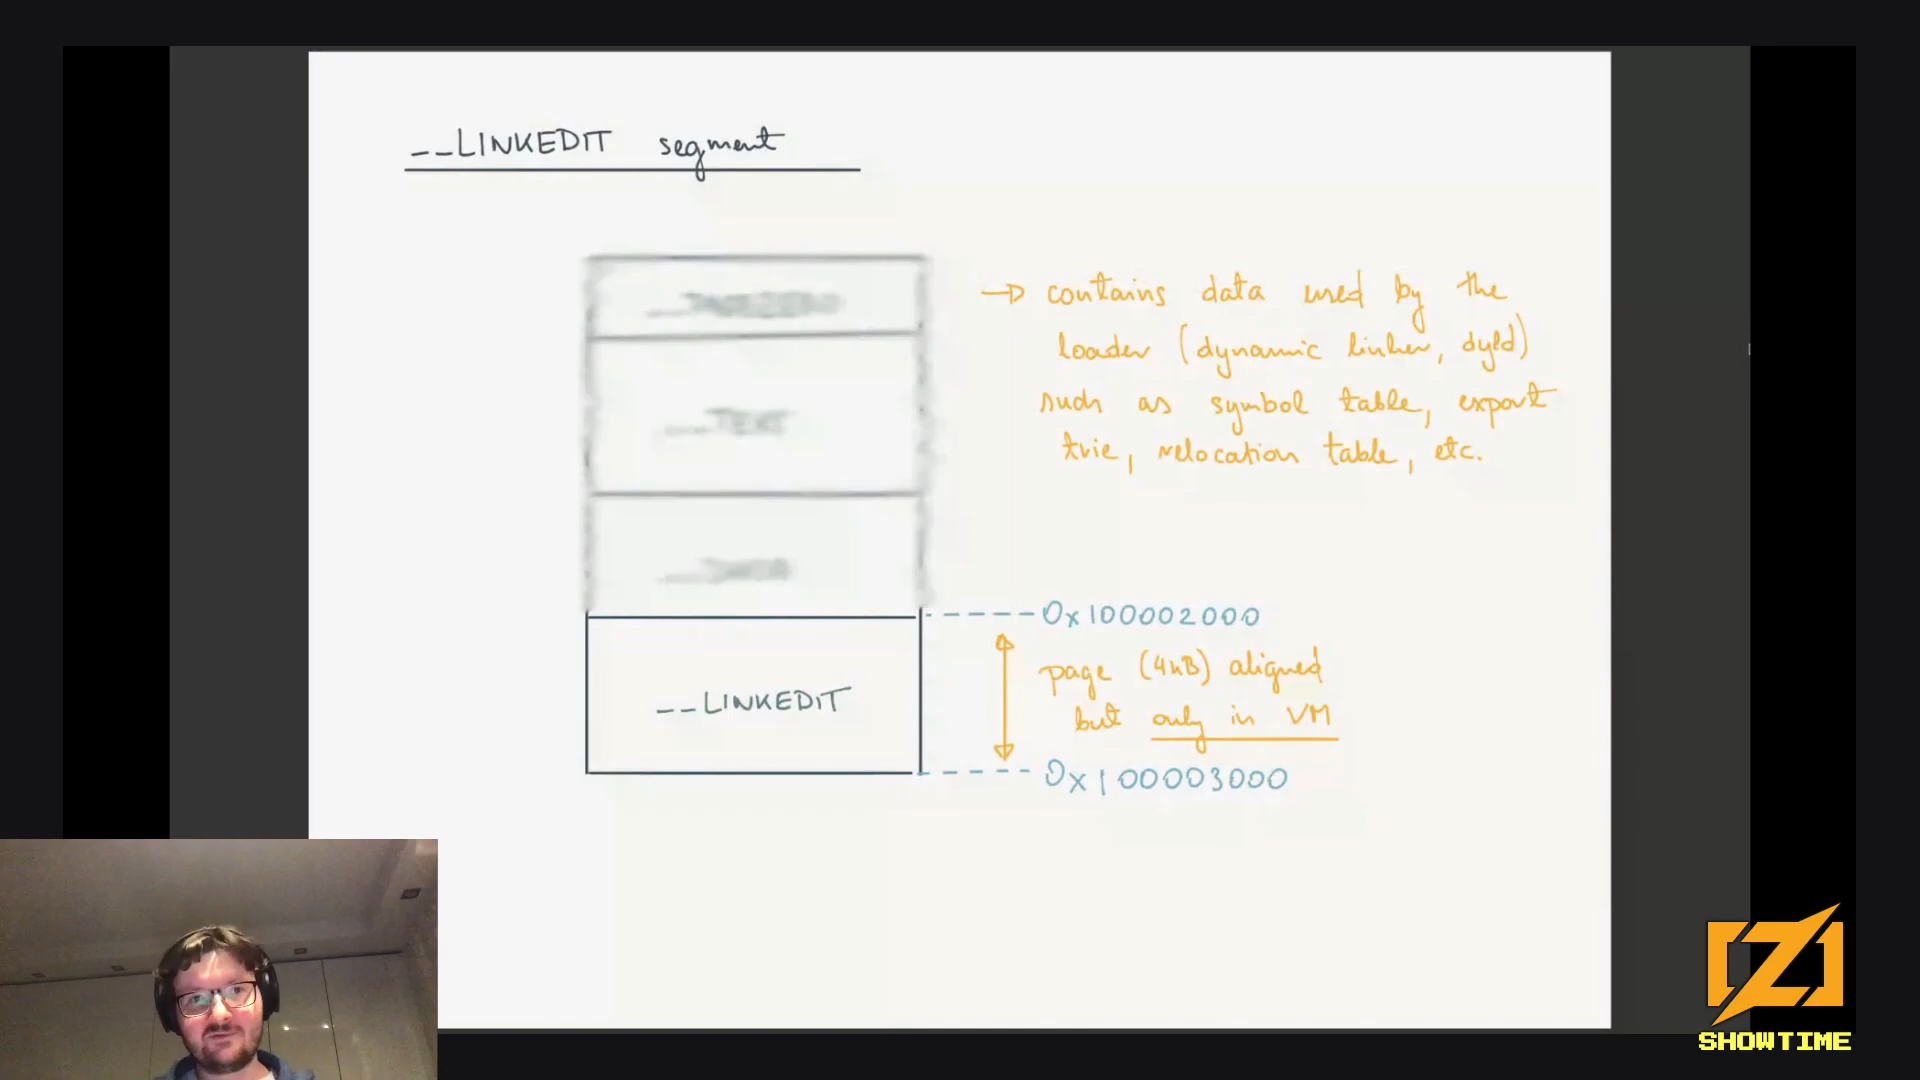 __LINKEDIT segment
→ contains data used by the
loader (dynamic linker, dyld)
such as symbol table, export
trie, relocation table, etc.
__TEXT
0x100002000
page (4kB) aligned
but only in VM
__LINKEDIT
0x100003000
SHOWTIME